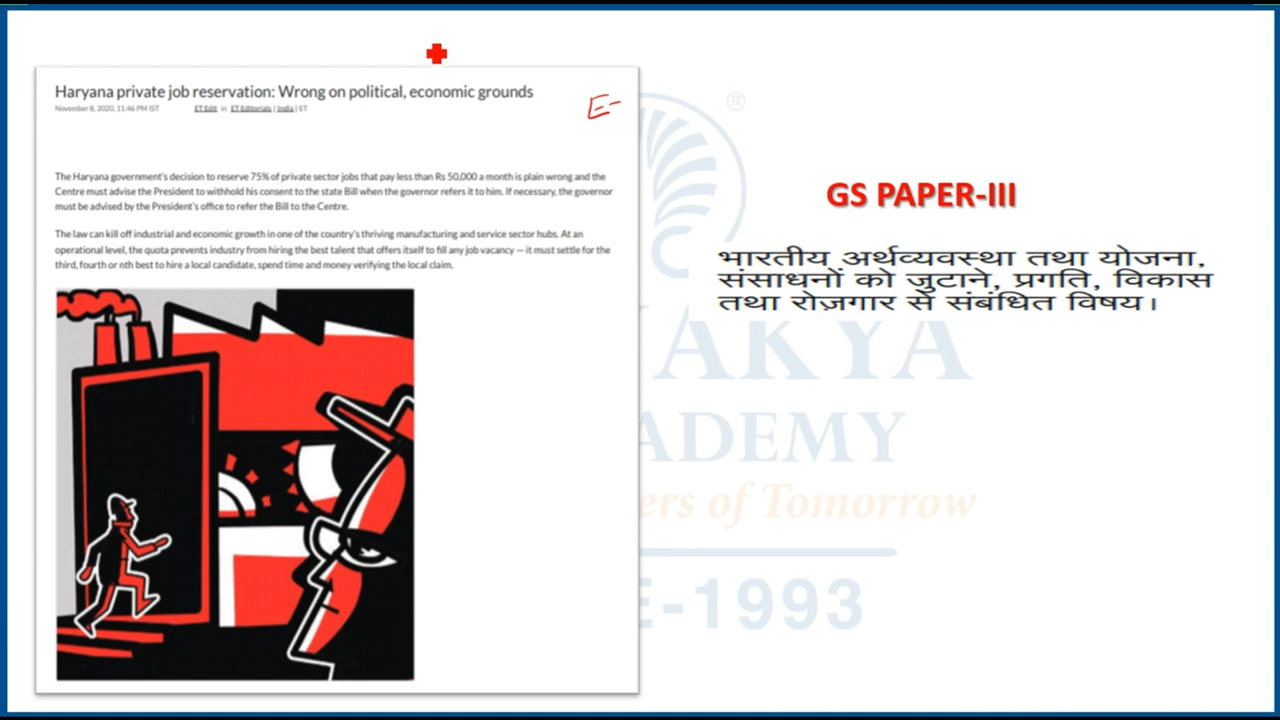 Haryana private job reservation: Wrong on political, economic grounds
November 8, 2020, 11:46 PM IST ET Edit in ET Editorials | India | ET
E-
The Haryana government's decision to reserve 75% of private sector jobs that pay less than Rs 50,000 a month is plain wrong and the
Centre must advise the President to withhold his consent to the state Bill when the governor refers it to him. If necessary, the governor
must be advised by the President's office to refer the Bill to the Centre.
The law can kill off industrial and economic growth in one of the country's thriving manufacturing and service sector hubs. At an
operational level, the quota prevents industry from hiring the best talent that offers itself to fill any job vacancy — it must settle for the
third, fourth or nth best to hire a local candidate, spend time and money verifying the local claim.
GS PAPER-III
भारतीय अर्थव्यवस्था तथा योजना,
संसाधनों को जुटाने, प्रगति, विकास
तथा रोज़गार से संबंधित विषय।
®
AKYA
ADEMY
ers of Tomorrow
E-1993